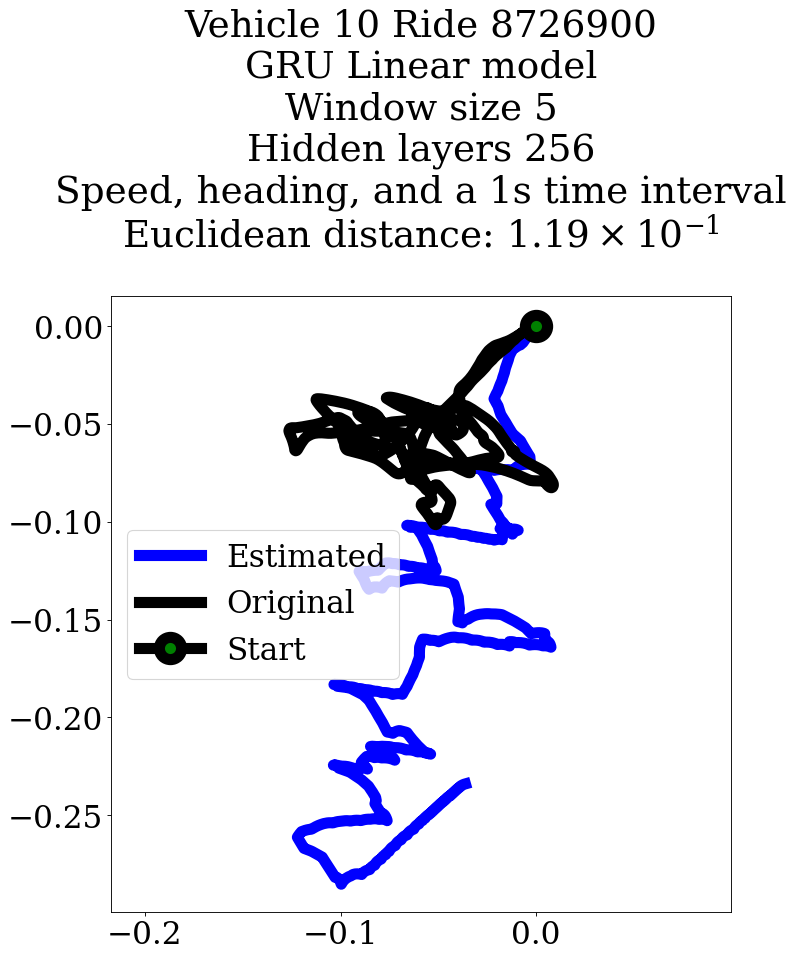 Vehicle 10 Ride 8726900
GRU Linear model
Window size 5
Hidden layers 256
Speed, heading, and a 1s time interval
Euclidean distance: 1.19 × 10⁻¹
0.00
−0.05
−0.10
−0.15
−0.20
−0.25
Estimated
Original
Start
−0.2
−0.1
0.0